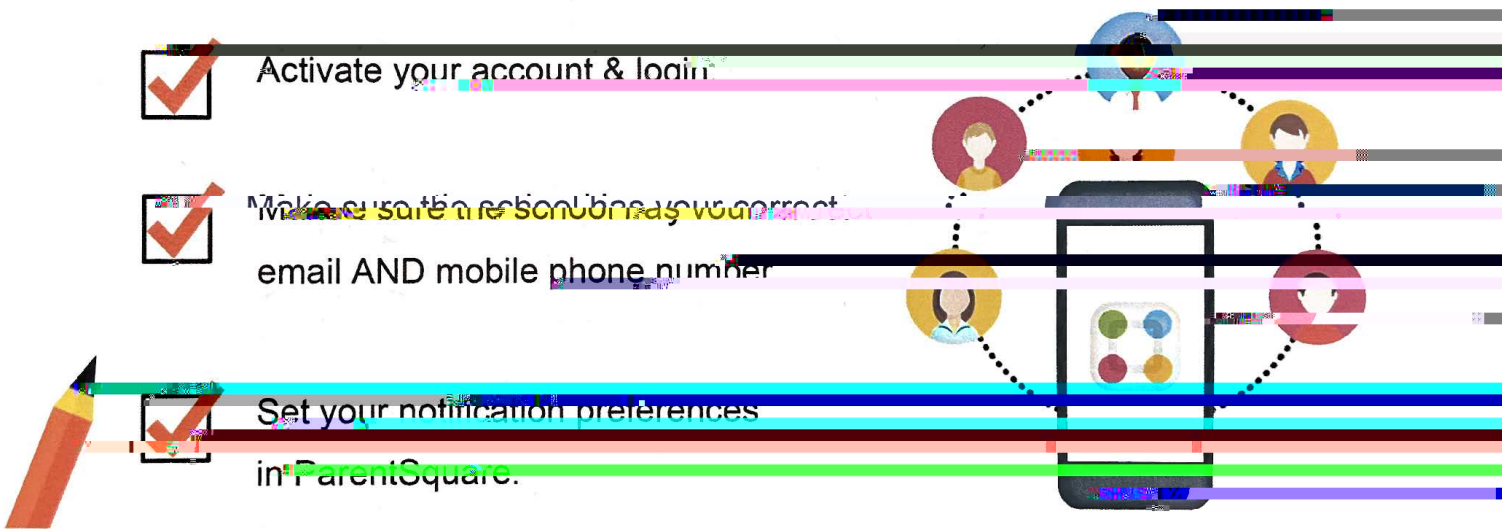 Activate your account & login.
Make sure the school has your correct
email AND mobile phone number
Set your notification preferences
in ParentSquare.